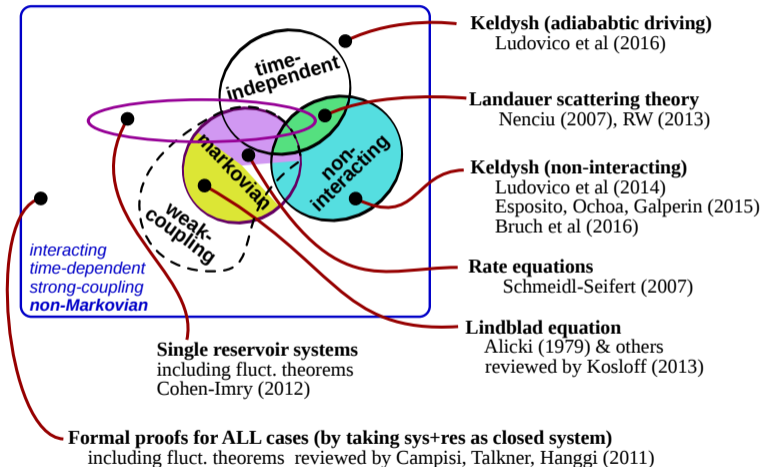 Keldysh (adiababtic driving)
Ludovico et al (2016)
time-
independent
Landauer scattering theory
Nenciu (2007), RW (2013)
markovian
non-
interacting
Keldysh (non-interacting)
Ludovico et al (2014)
Esposito, Ochoa, Galperin (2015)
Bruch et al (2016)
weak-
coupling
interacting
time-dependent
strong-coupling
non-Markovian
Rate equations
Schmeidl-Seifert (2007)
Lindblad equation
Alicki (1979) & others
reviewed by Kosloff (2013)
Single reservoir systems
including fluct. theorems
Cohen-Imry (2012)
Formal proofs for ALL cases (by taking sys+res as closed system)
including fluct. theorems reviewed by Campisi, Talkner, Hanggi (2011)